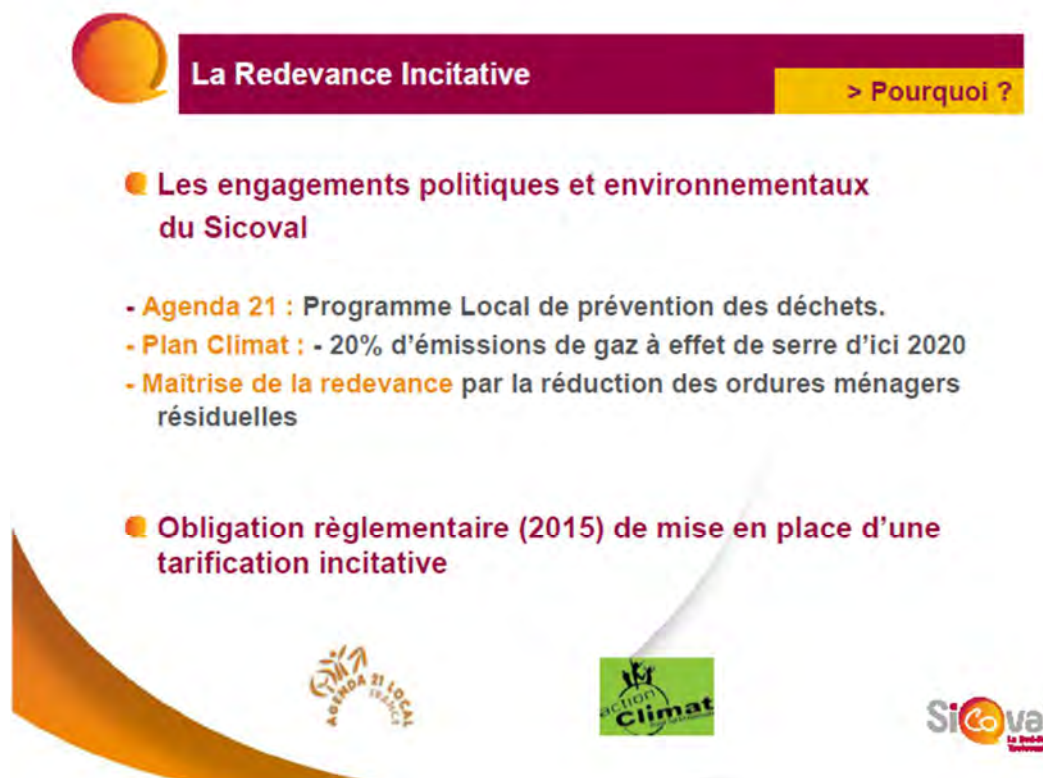 La Redevance Incitative
> Pourquoi ?
Les engagements politiques et environnementaux
du Sicoval
- Agenda 21 : Programme Local de prévention des déchets.
- Plan Climat : - 20% d'émissions de gaz à effet de serre d'ici 2020
- Maîtrise de la redevance par la réduction des ordures ménagers
résiduelles
Obligation règlementaire (2015) de mise en place d'une
tarification incitative
AGENDA 21 LOCAL
FRANCE
action
Climat
SiCova